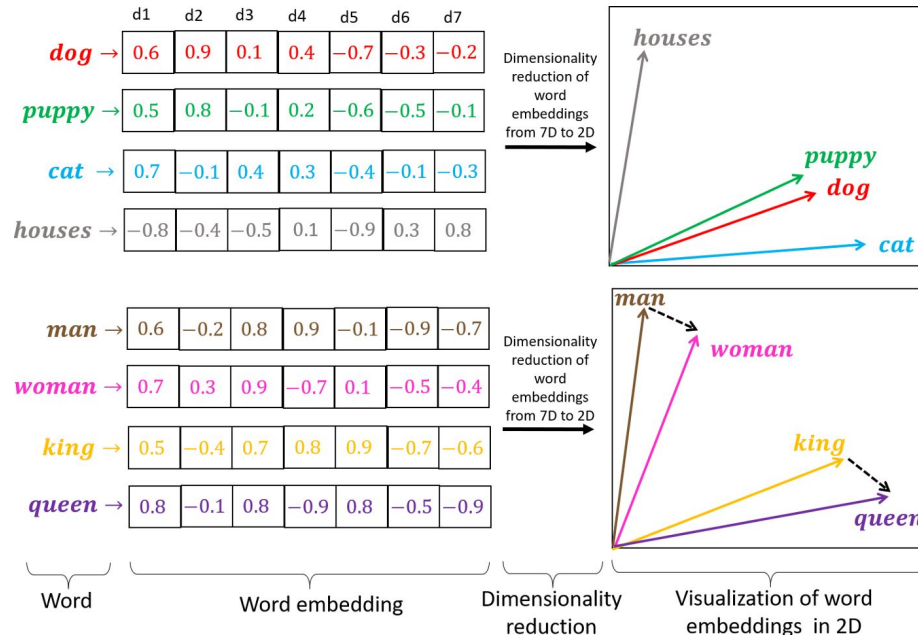 d1 d2 d3 d4 d5 d6 d7
dog → 0.6 0.9 0.1 0.4 −0.7 −0.3 −0.2
puppy → 0.5 0.8 −0.1 0.2 −0.6 −0.5 −0.1
cat → 0.7 −0.1 0.4 0.3 −0.4 −0.1 −0.3
houses → −0.8 −0.4 −0.5 0.1 −0.9 0.3 0.8
Dimensionality
reduction of
word
embeddings
from 7D to 2D
houses
puppy
dog
cat
man → 0.6 −0.2 0.8 0.9 −0.1 −0.9 −0.7
woman → 0.7 0.3 0.9 −0.7 0.1 −0.5 −0.4
king → 0.5 −0.4 0.7 0.8 0.9 −0.7 −0.6
queen → 0.8 −0.1 0.8 −0.9 0.8 −0.5 −0.9
Dimensionality
reduction of
word
embeddings
from 7D to 2D
man
woman
king
queen
Word
Word embedding
Dimensionality
reduction
Visualization of word
embeddings in 2D